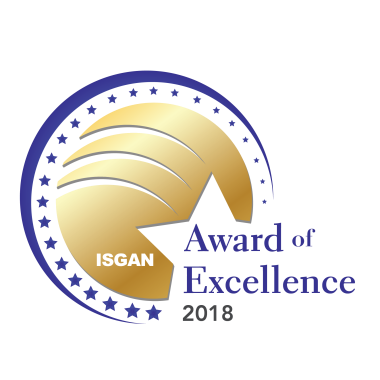 ISGAN
Award of
Excellence
2018